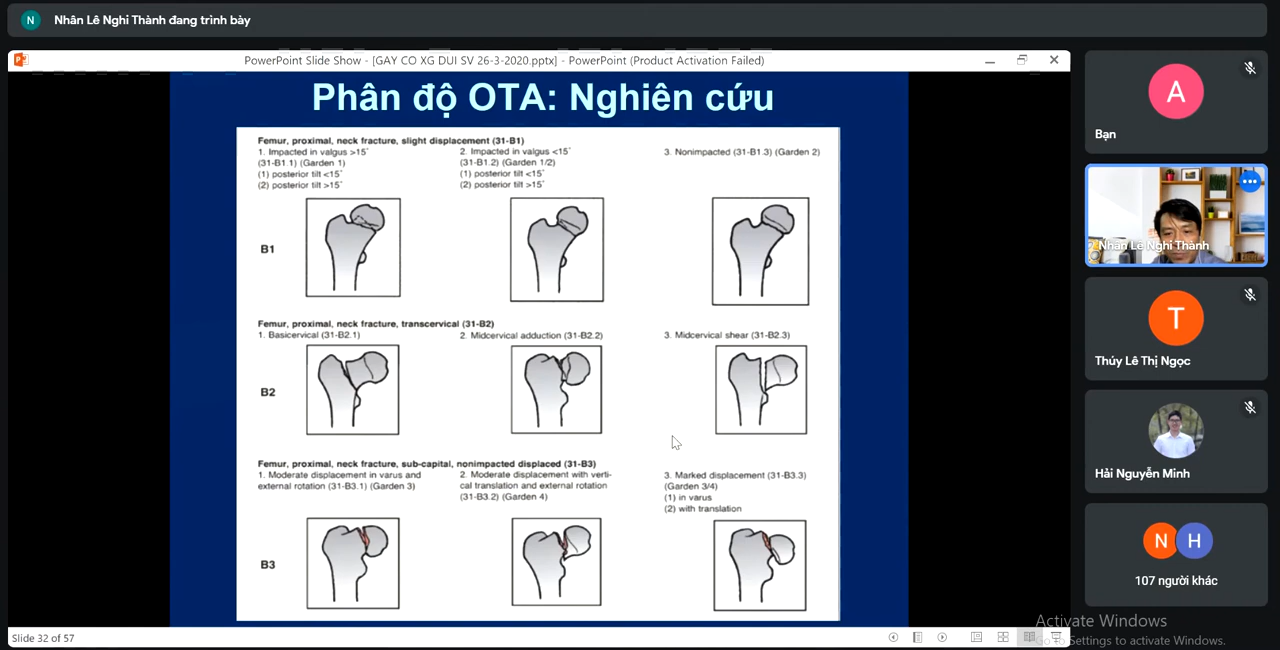 N
Nhân Lê Nghi Thành đang trình bày
PowerPoint Slide Show - [GAY CO XG DUI SV 26-3-2020.pptx] - PowerPoint (Product Activation Failed)
Phân độ OTA: Nghiên cứu
Femur, proximal, neck fracture, slight displacement (31-B1)
1. Impacted in valgus >15°
(31-B1.1) (Garden 1)
(1) posterior tilt <15°
(2) posterior tilt >15°
2. Impacted in valgus <15°
(31-B1.2) (Garden 1/2)
(1) posterior tilt <15°
(2) posterior tilt >15°
3. Nonimpacted (31-B1.3) (Garden 2)
B1
Femur, proximal, neck fracture, transcervical (31-B2)
1. Basicervical (31-B2.1)
2. Midcervical adduction (31-B2.2)
3. Midcervical shear (31-B2.3)
B2
Femur, proximal, neck fracture, sub-capital, nonimpacted displaced (31-B3)
1. Moderate displacement in varus and
external rotation (31-B3.1) (Garden 3)
2. Moderate displacement with verti-
cal translation and external rotation
(31-B3.2) (Garden 4)
3. Marked displacement (31-B3.3)
(Garden 3/4)
(1) in varus
(2) with translation
B3
Slide 32 of 57
A
Bạn
Nhân Lê Nghi Thành
T
Thúy Lê Thị Ngọc
Hải Nguyễn Minh
N H
107 người khác
Activate Windows
Go to Settings to activate Windows.